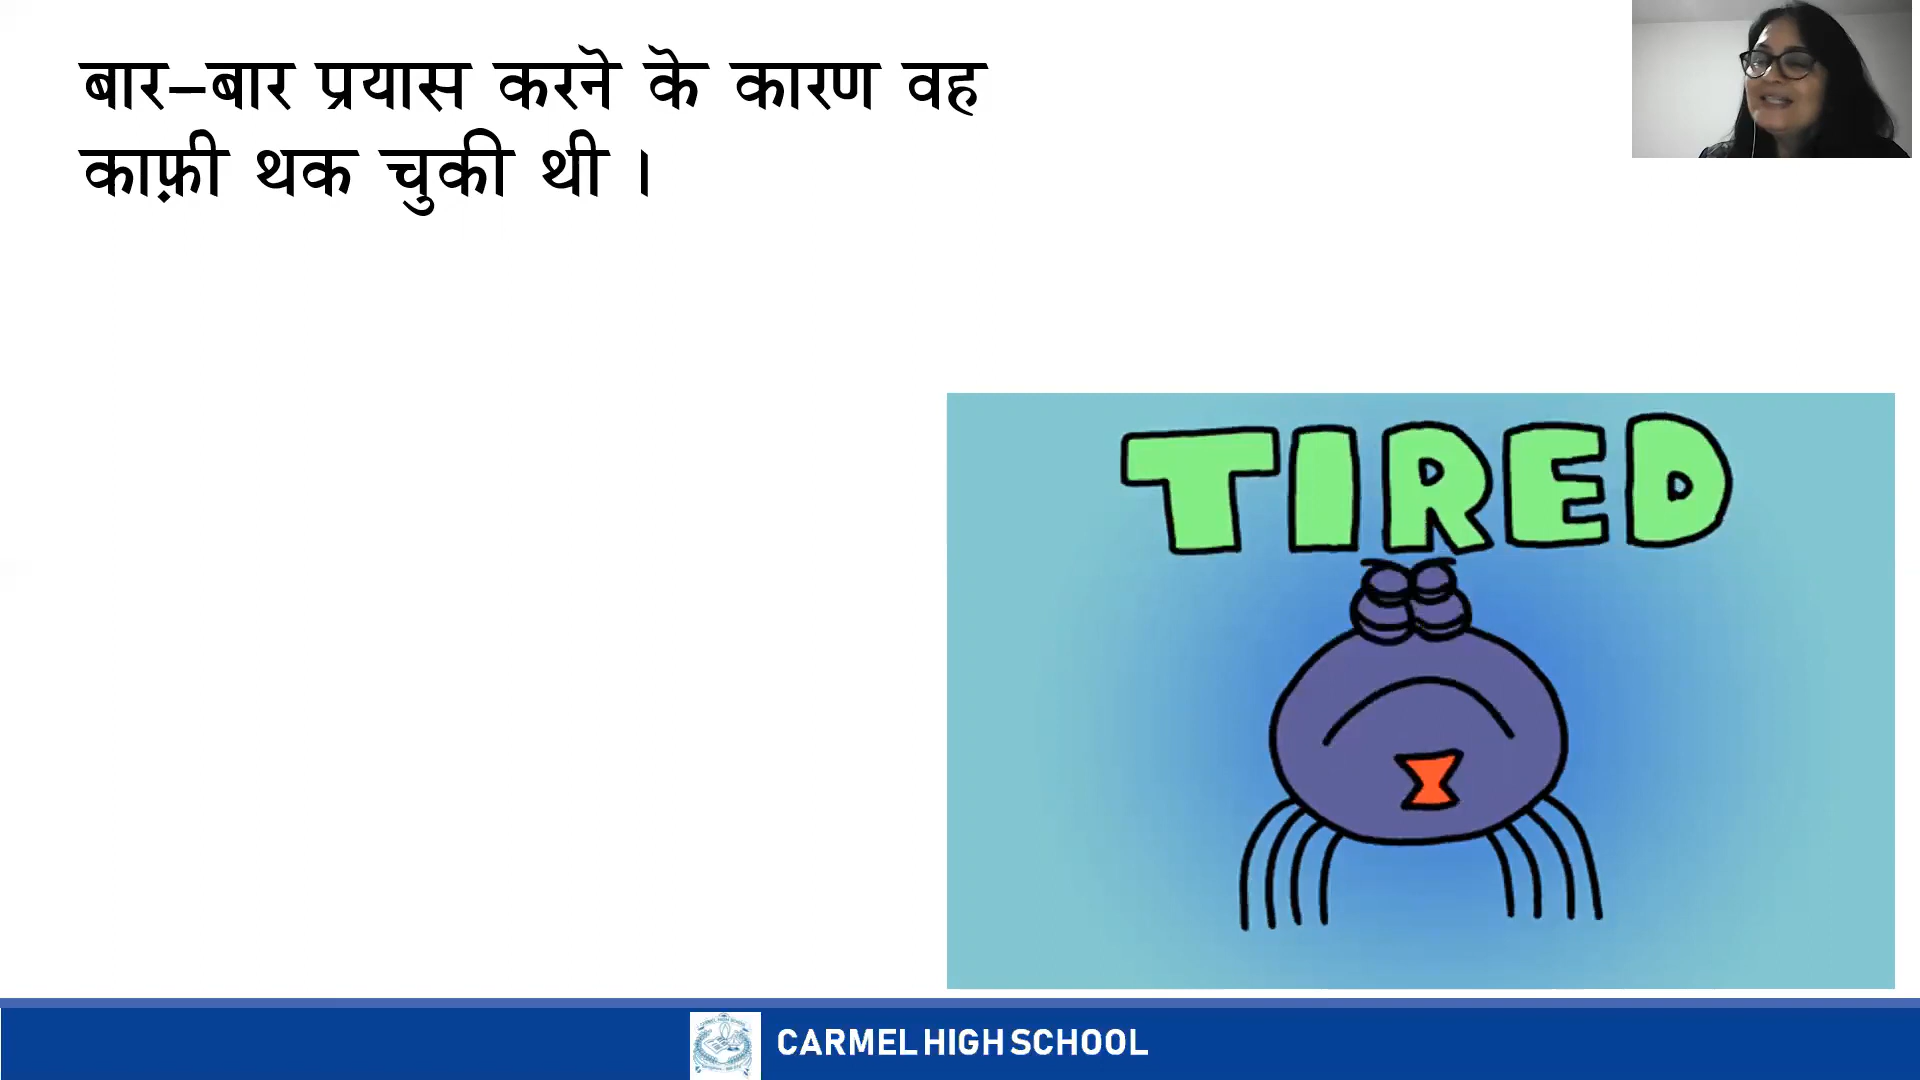 बार–बार प्रयास करने के कारण वह
काफ़ी थक चुकी थी ।
TIRED
CARMEL HIGH SCHOOL